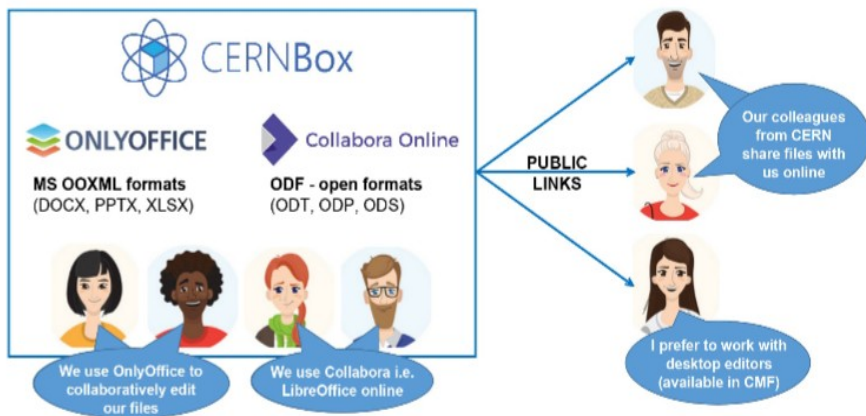 CERNBox
ONLYOFFICE
MS OOXML formats
(DOCX, PPTX, XLSX)
Collabora Online
ODF - open formats
(ODT, ODP, ODS)
We use OnlyOffice to
collaboratively edit
our files
We use Collabora i.e.
LibreOffice online
PUBLIC
LINKS
Our colleagues
from CERN
share files with
us online
I prefer to work with
desktop editors
(available in CMF)